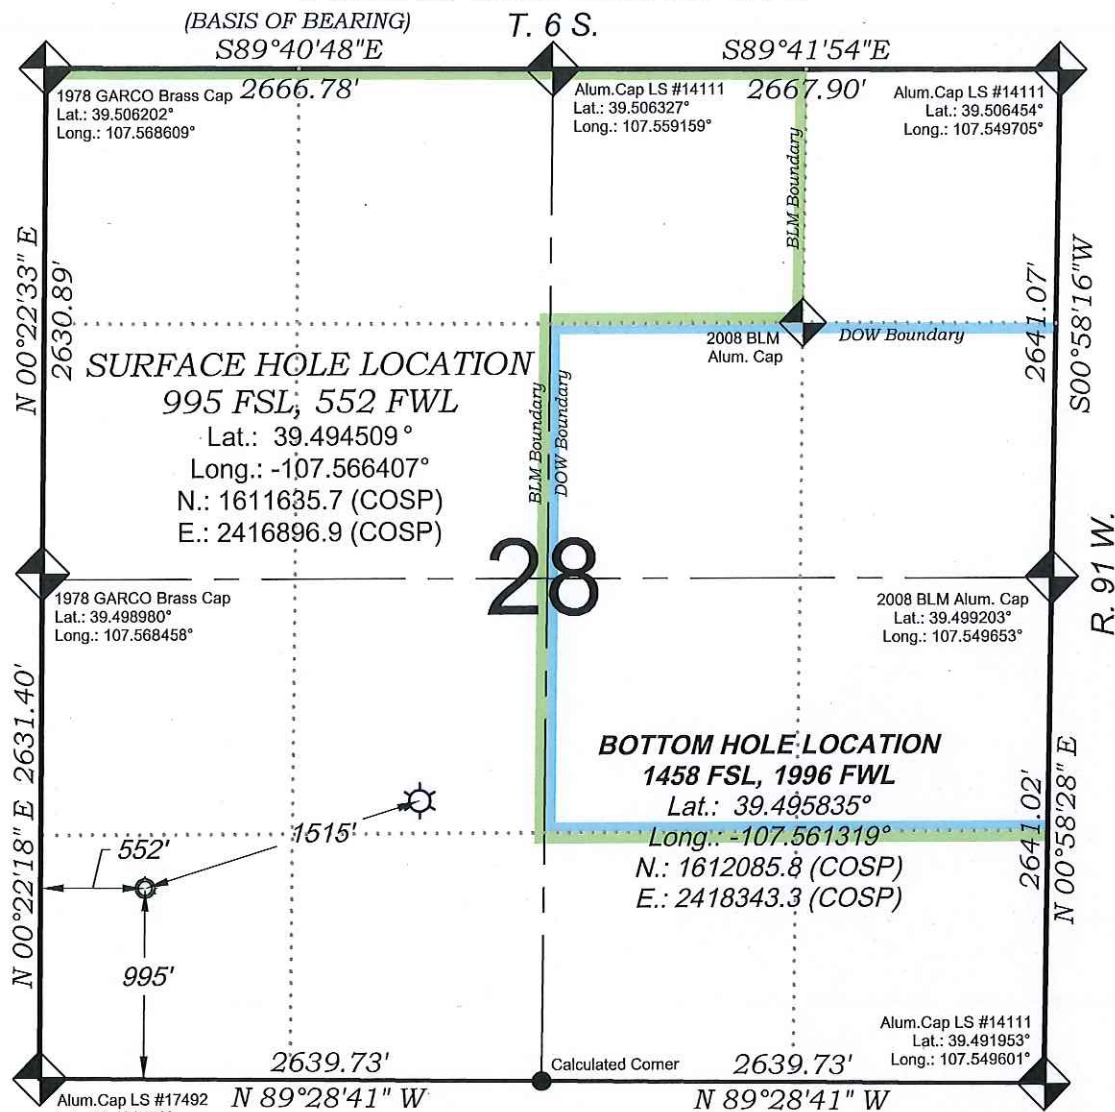 (BASIS OF BEARING)
T. 6 S.
S89°40'48"E
S89°41'54"E
1978 GARCO Brass Cap
Lat.: 39.506202°
Long.: 107.568609°
2666.78'
Alum.Cap LS #14111
Lat.: 39.506327°
Long.: 107.559159°
2667.90'
Alum.Cap LS #14111
Lat.: 39.506454°
Long.: 107.549705°
BLM Boundary
N 00°22'33" E
2630.89'
2641.07'
S00°58'16"W
2008 BLM
Alum. Cap
DOW Boundary
SURFACE HOLE LOCATION
995 FSL, 552 FWL
Lat.: 39.494509°
Long.: -107.566407°
N.: 1611635.7 (COSP)
E.: 2416896.9 (COSP)
BLM Boundary
DOW Boundary
28
R. 91 W.
1978 GARCO Brass Cap
Lat.: 39.498980°
Long.: 107.568458°
2008 BLM Alum. Cap
Lat.: 39.499203°
Long.: 107.549653°
N 00°22'18" E 2631.40'
BOTTOM HOLE LOCATION
1458 FSL, 1996 FWL
Lat.: 39.495835°
Long.: -107.561319°
N.: 1612085.8 (COSP)
E.: 2418343.3 (COSP)
2641.02'
N 00°58'28" E
1515'
552'
995'
Alum.Cap LS #14111
Lat.: 39.491953°
Long.: 107.549601°
2639.73'
Calculated Corner
2639.73'
Alum.Cap LS #17492
N 89°28'41" W
N 89°28'41" W